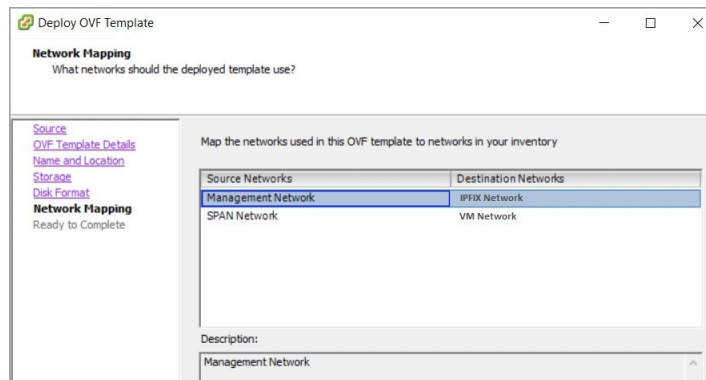 Deploy OVF Template
Network Mapping
What networks should the deployed template use?
Source
OVF Template Details
Name and Location
Storage
Disk Format
Network Mapping
Ready to Complete
Map the networks used in this OVF template to networks in your inventory
Source Networks Destination Networks
Management Network IPFIX Network
SPAN Network VM Network
Description:
Management Network